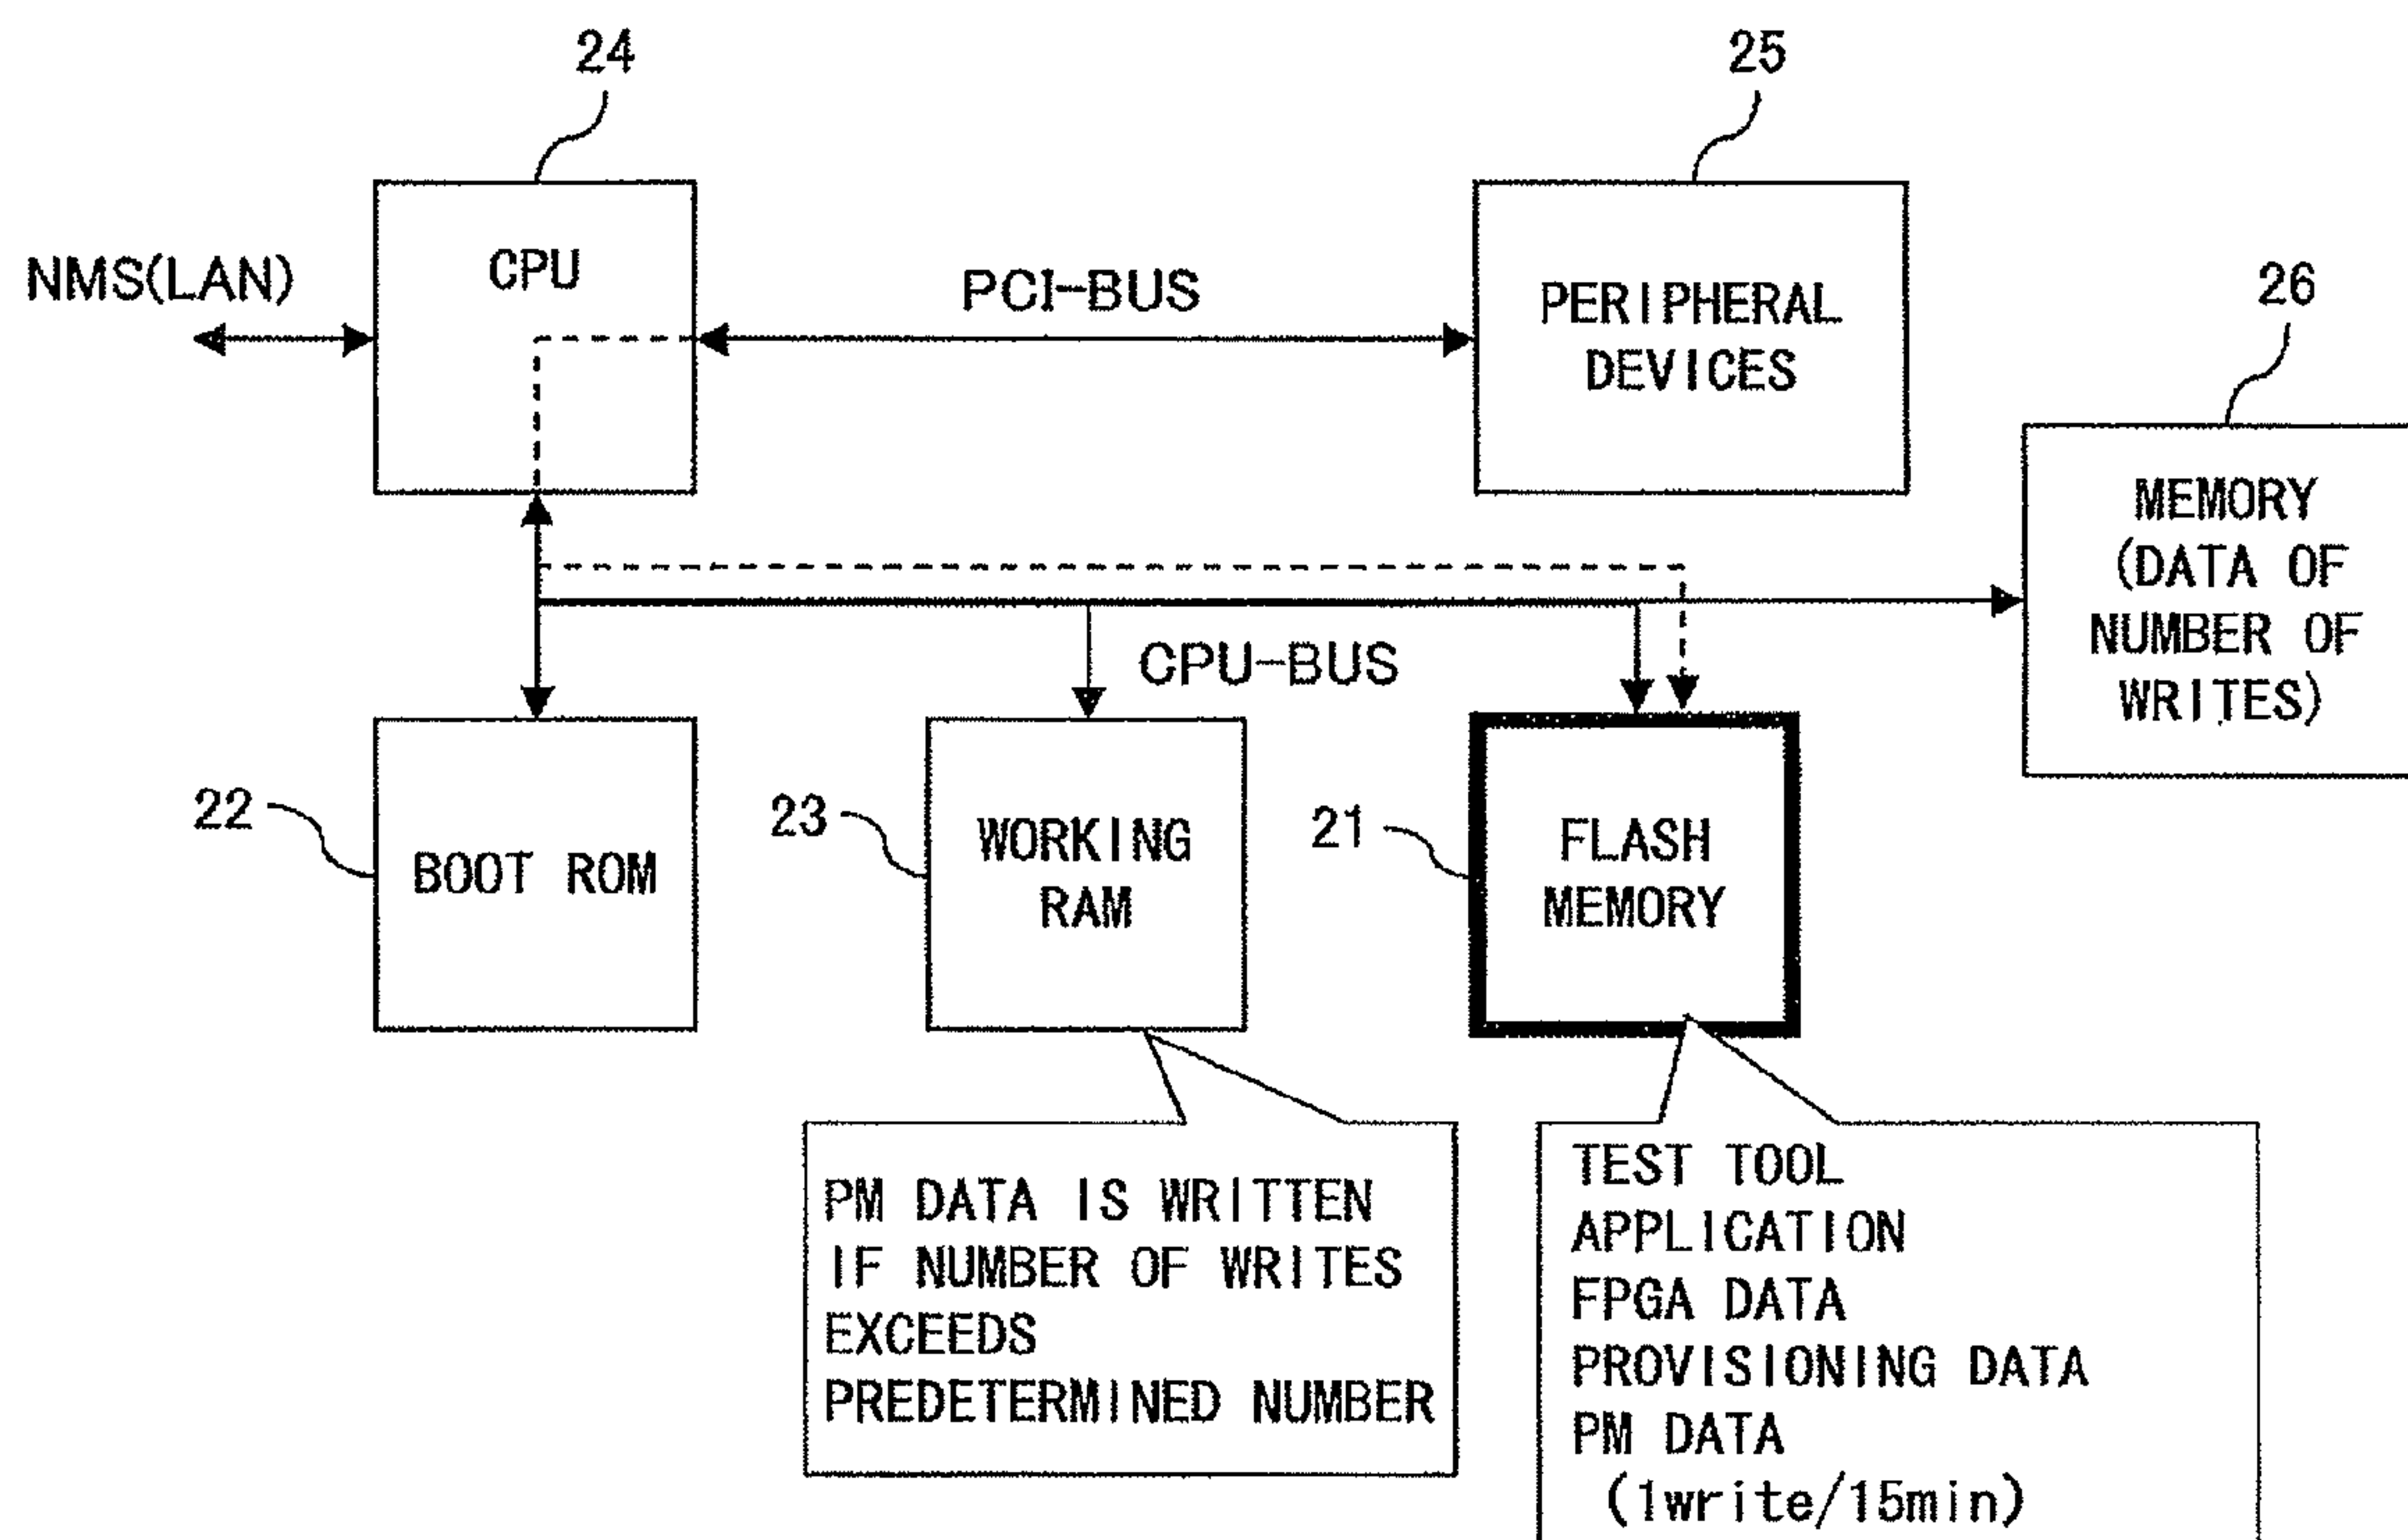 24
25
NMS(LAN)
CPU
PCI-BUS
PERIPHERAL
DEVICES
26
MEMORY
(DATA OF
NUMBER OF
WRITES)
CPU-BUS
22
BOOT ROM
23
WORKING
RAM
21
FLASH
MEMORY
PM DATA IS WRITTEN
IF NUMBER OF WRITES
EXCEEDS
PREDETERMINED NUMBER
TEST TOOL
APPLICATION
FPGA DATA
PROVISIONING DATA
PM DATA
(1write/15min)